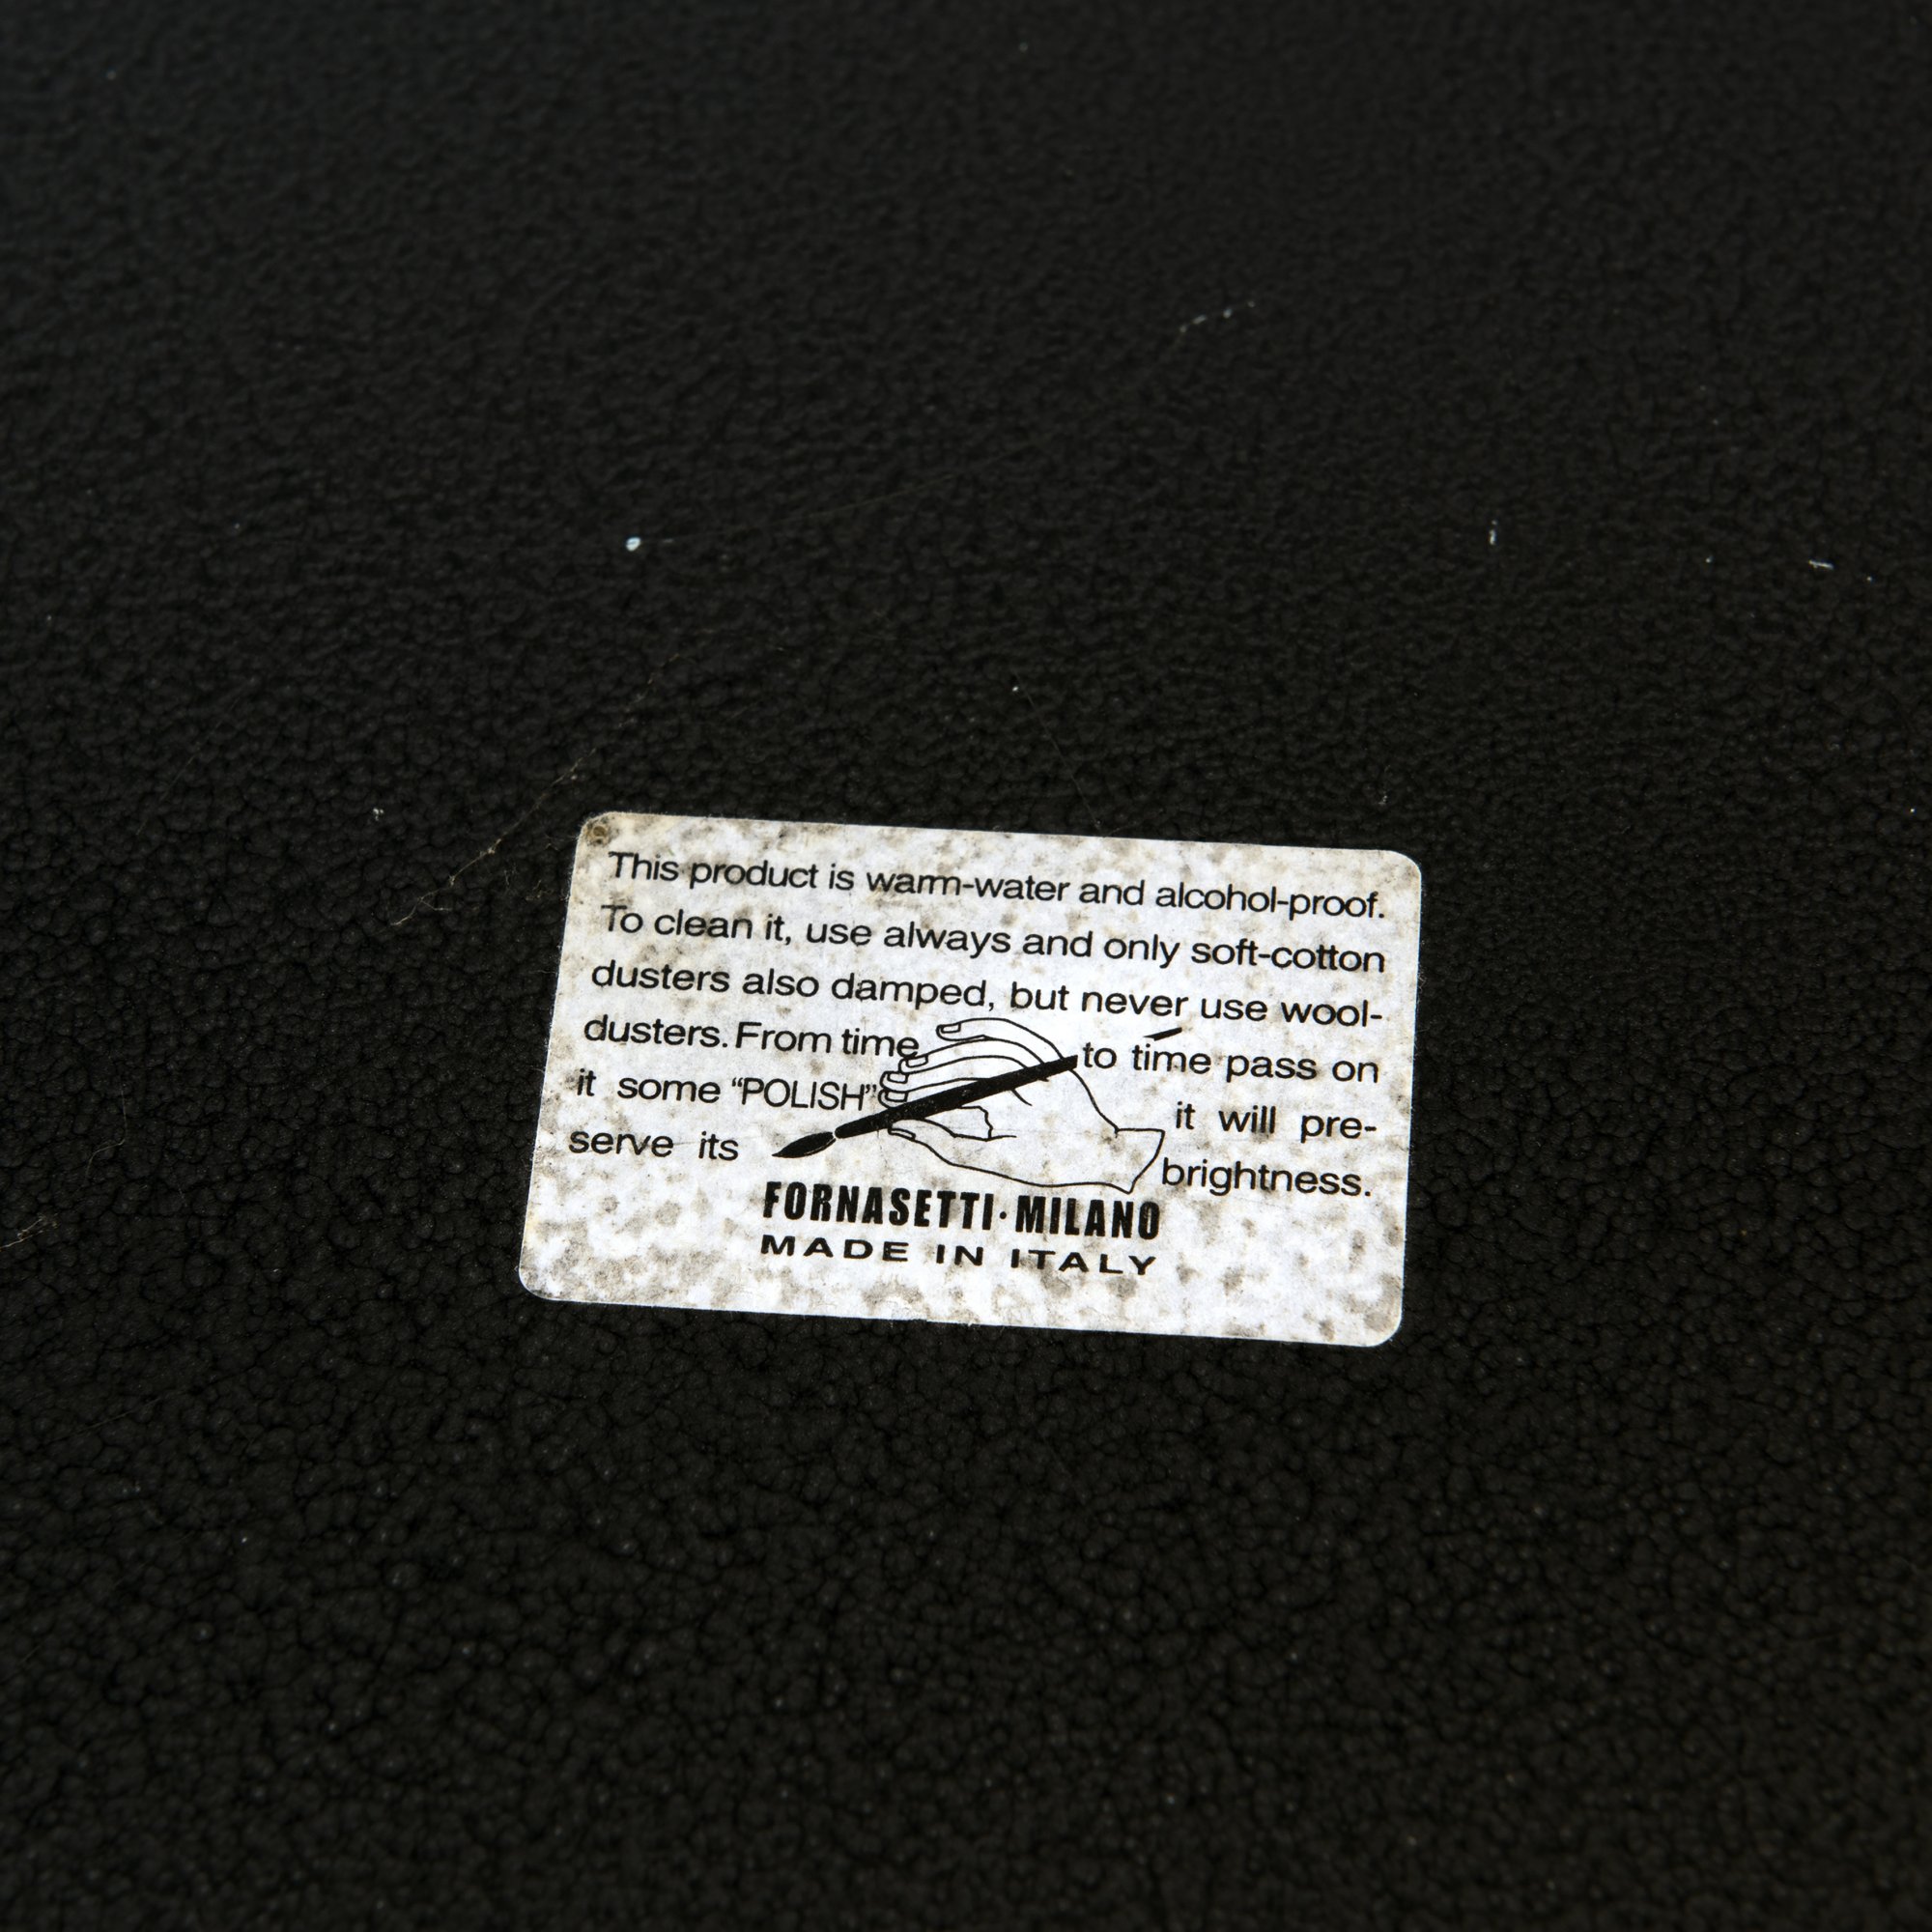 This product is warm-water and alcohol-proof.
To clean it, use always and only soft-cotton
dusters also damped, but never use wool-
dusters. From time to time pass on
it some “POLISH” it will pre-
serve its brightness.
FORNASETTI·MILANO
MADE IN ITALY